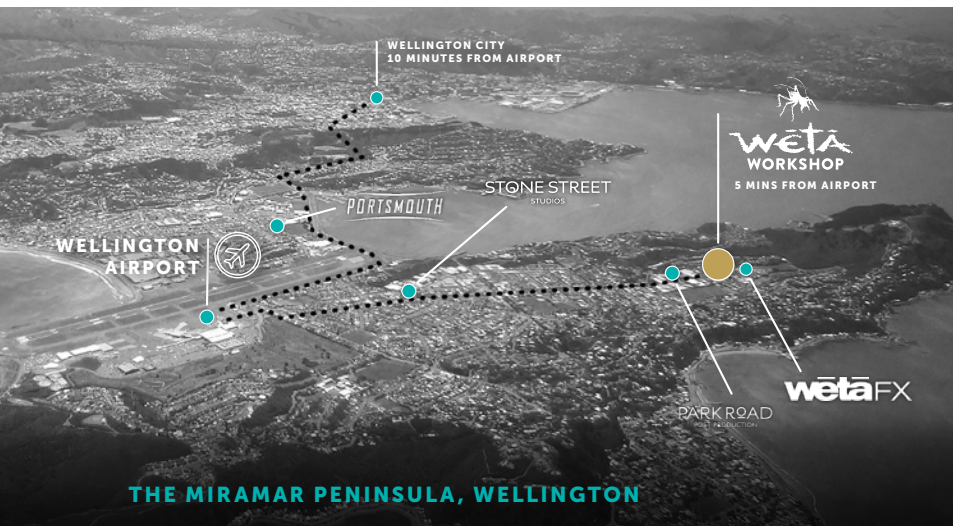 WELLINGTON CITY
10 MINUTES FROM AIRPORT
WĒTĀ
WORKSHOP
5 MINS FROM AIRPORT
STONE STREET
STUDIOS
PORTSMOUTH
WELLINGTON
AIRPORT
wētāFX
PARK ROAD
POST PRODUCTION
THE MIRAMAR PENINSULA, WELLINGTON